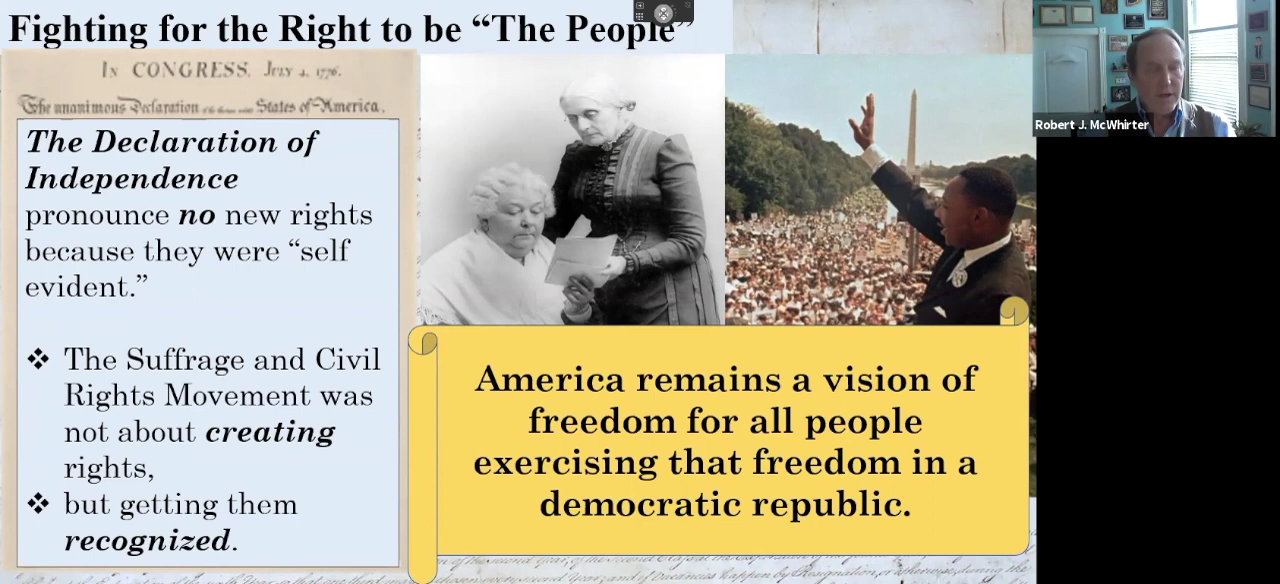 Fighting for the Right to be “The People”
IN CONGRESS, JULY 4, 1776.
The unanimous Declaration of the thirteen united States of America,
The Declaration of
Independence
pronounce no new rights
because they were “self
evident.”
❖ The Suffrage and Civil
Rights Movement was
not about creating
rights,
❖ but getting them
recognized.
America remains a vision of
freedom for all people
exercising that freedom in a
democratic republic.
Robert J. McWhirter